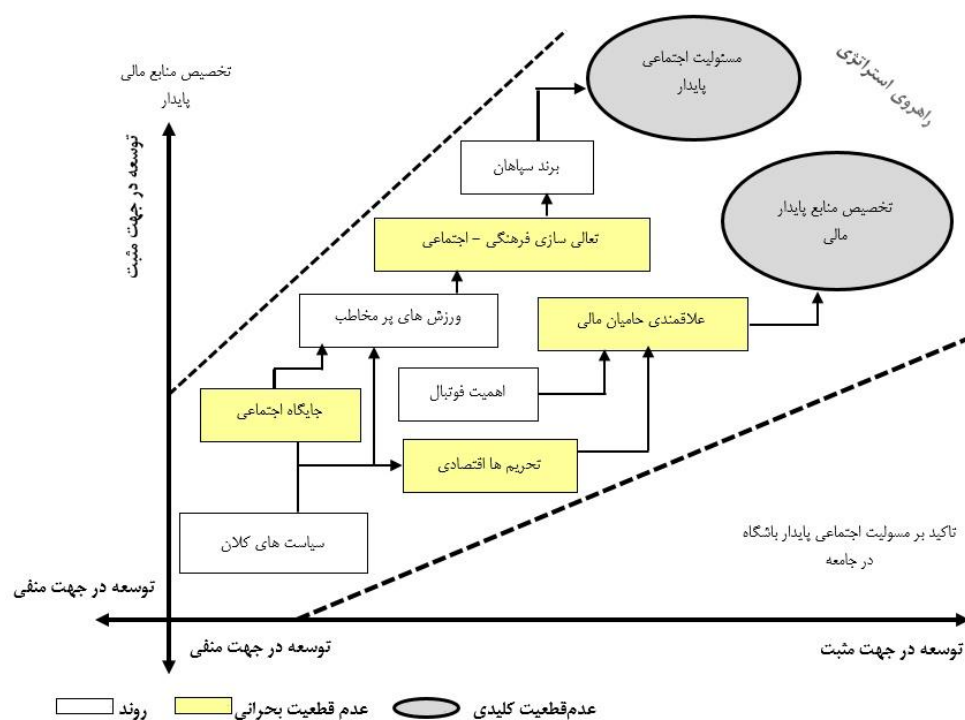 تخصیص منابع مالی
پایدار
توسعه در جهت مثبت
مسئولیت اجتماعی
پایدار
راهروی استراتژی
برند سپاهان
تخصیص منابع پایدار
مالی
تعالی سازی فرهنگی – اجتماعی
ورزش های پر مخاطب
علاقمندی حامیان مالی
اهمیت فوتبال
جایگاه اجتماعی
تحریم ها اقتصادی
سیاست های کلان
تاکید بر مسولیت اجتماعی پایدار باشگاه
در جامعه
توسعه در جهت منفی
توسعه در جهت منفی
توسعه در جهت مثبت
عدم‌قطعیت کلیدی
عدم قطعیت بحرانی
روند